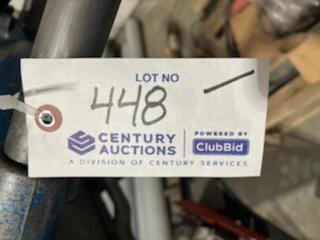 LOT NO
448
CENTURY AUCTIONS
POWERED BY
ClubBid
A DIVISION OF CENTURY SERVICES